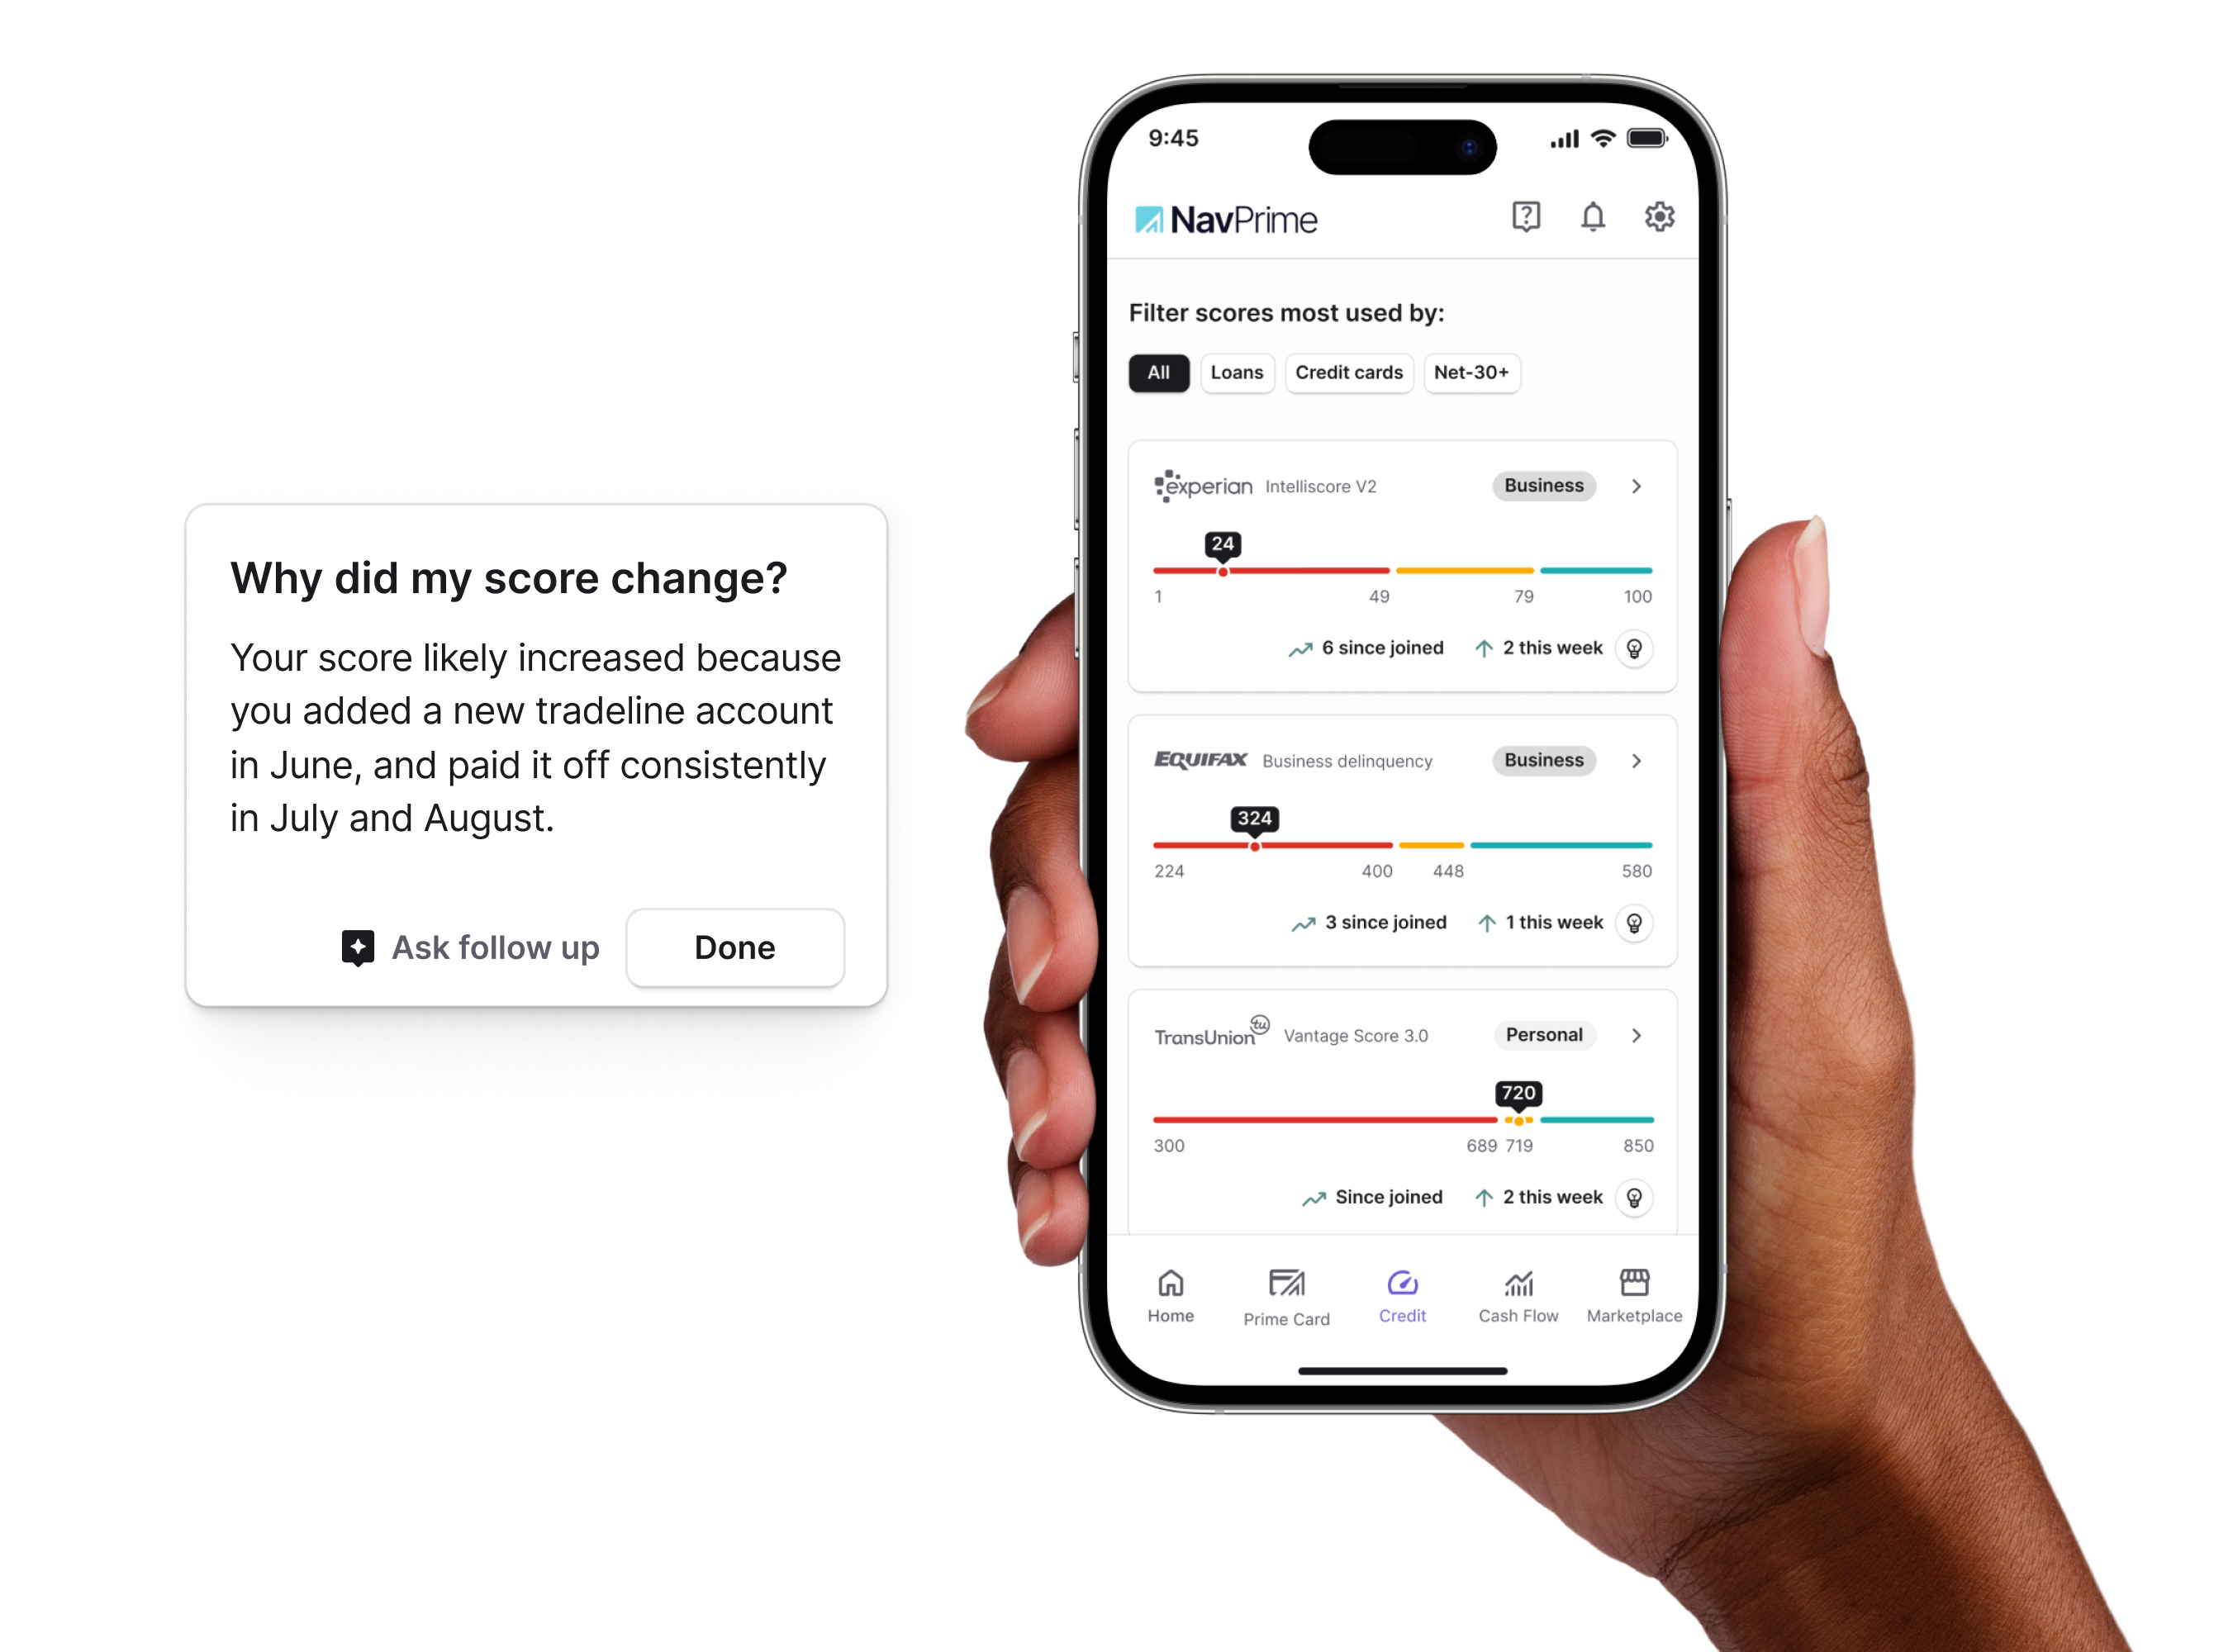 Why did my score change?
Your score likely increased because
you added a new tradeline account
in June, and paid it off consistently
in July and August.
Ask follow up
Done
9:45
NavPrime
Filter scores most used by:
All Loans Credit cards Net-30+
experian Intelliscore V2 Business
24
1 49 79 100
6 since joined 2 this week
EQUIFAX Business delinquency Business
324
224 400 448 580
3 since joined 1 this week
TransUnion tu Vantage Score 3.0 Personal
720
300 689 719 850
Since joined 2 this week
Home Prime Card Credit Cash Flow Marketplace